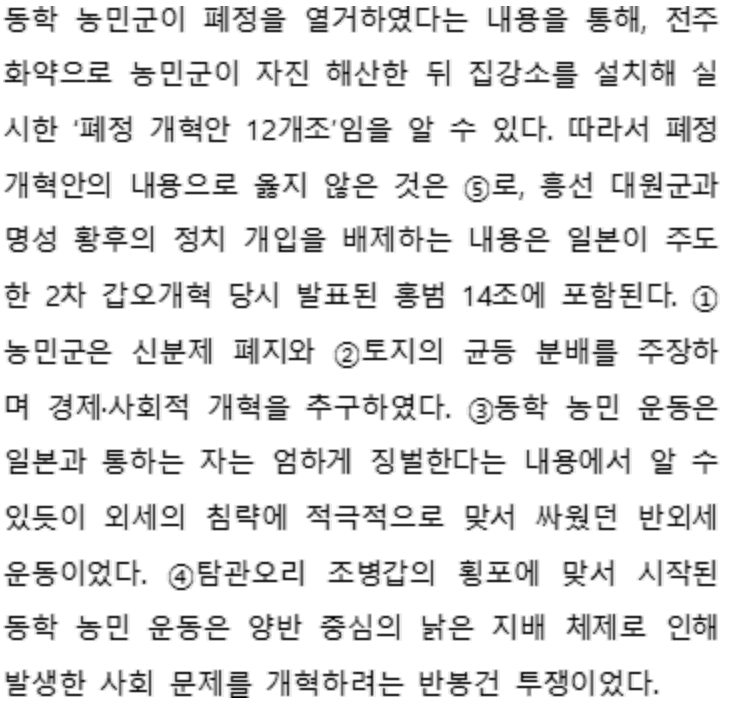 동학 농민군이 폐정을 열거하였다는 내용을 통해, 전주
화약으로 농민군이 자진 해산한 뒤 집강소를 설치해 실
시한 ‘폐정 개혁안 12개조’임을 알 수 있다. 따라서 폐정
개혁안의 내용으로 옳지 않은 것은 ⑤로, 흥선 대원군과
명성 황후의 정치 개입을 배제하는 내용은 일본이 주도
한 2차 갑오개혁 당시 발표된 홍범 14조에 포함된다. ①
농민군은 신분제 폐지와 ②토지의 균등 분배를 주장하
며 경제·사회적 개혁을 추구하였다. ③동학 농민 운동은
일본과 통하는 자는 엄하게 징벌한다는 내용에서 알 수
있듯이 외세의 침략에 적극적으로 맞서 싸웠던 반외세
운동이었다. ④탐관오리 조병갑의 횡포에 맞서 시작된
동학 농민 운동은 양반 중심의 낡은 지배 체제로 인해
발생한 사회 문제를 개혁하려는 반봉건 투쟁이었다.